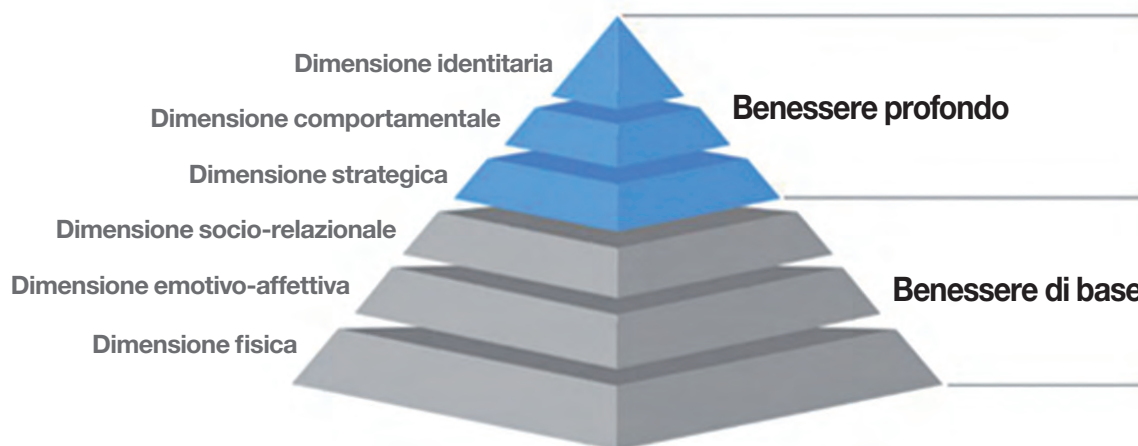 Dimensione identitaria
Dimensione comportamentale
Benessere profondo
Dimensione strategica
Dimensione socio-relazionale
Dimensione emotivo-affettiva
Benessere di base
Dimensione fisica